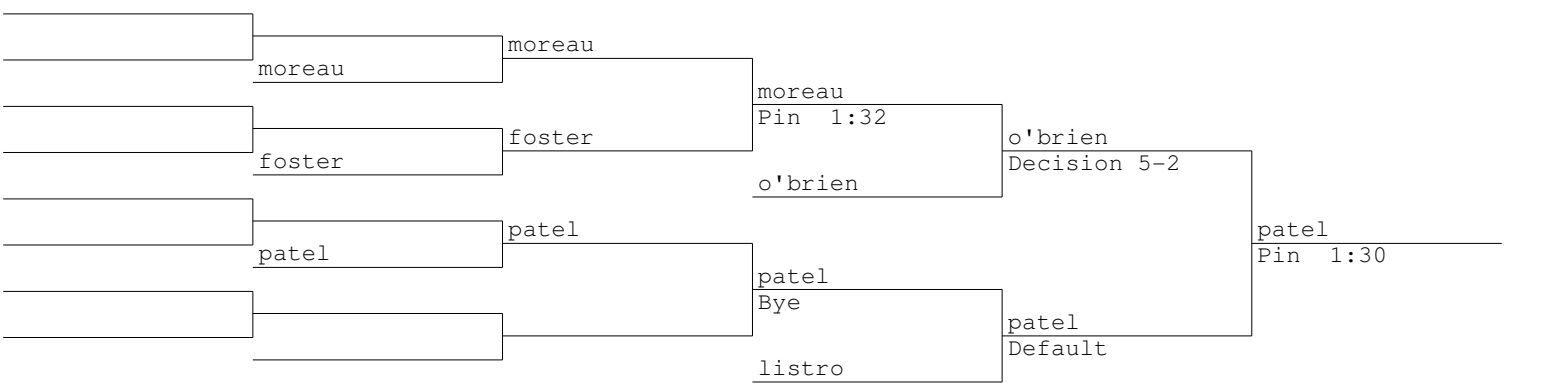 moreau
moreau
moreau
Pin 1:32
foster
o'brien
foster
Decision 5-2
o'brien
patel
patel
Pin 1:30
patel
patel
Bye
patel
Default
listro